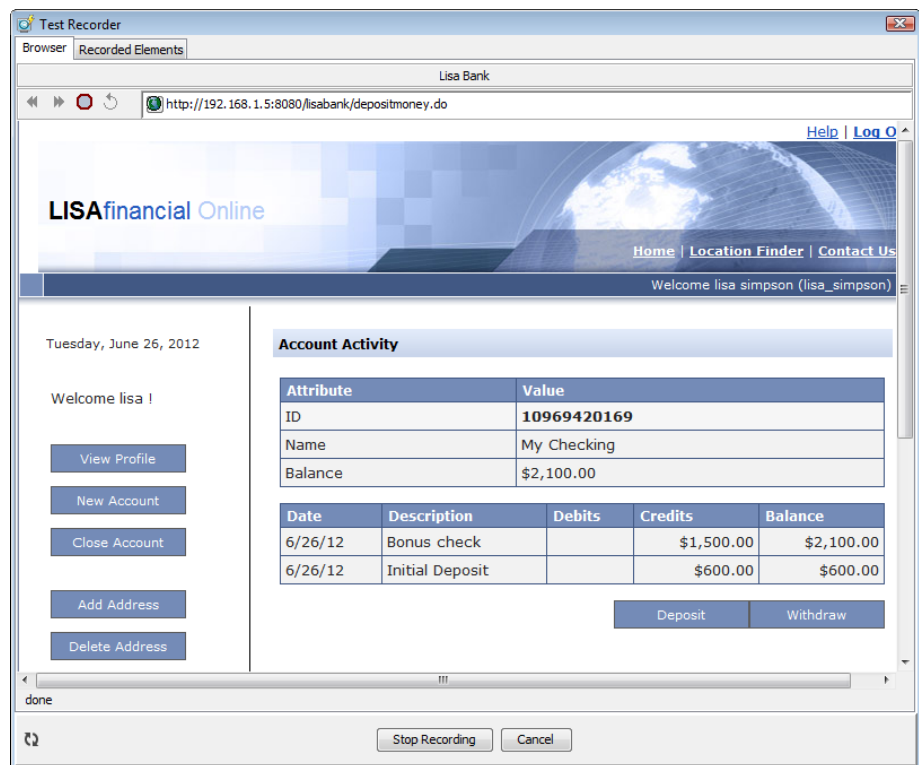 Test Recorder
Browser Recorded Elements
Lisa Bank
http://192.168.1.5:8080/lisabank/depositmoney.do
Help | Log O
LISAfinancial Online
Home | Location Finder | Contact Us
Welcome lisa simpson (lisa_simpson)
Tuesday, June 26, 2012
Welcome lisa !
View Profile
New Account
Close Account
Add Address
Delete Address
Account Activity
Attribute Value
ID 10969420169
Name My Checking
Balance $2,100.00
Date Description Debits Credits Balance
6/26/12 Bonus check $1,500.00 $2,100.00
6/26/12 Initial Deposit $600.00 $600.00
Deposit Withdraw
done
Stop Recording Cancel